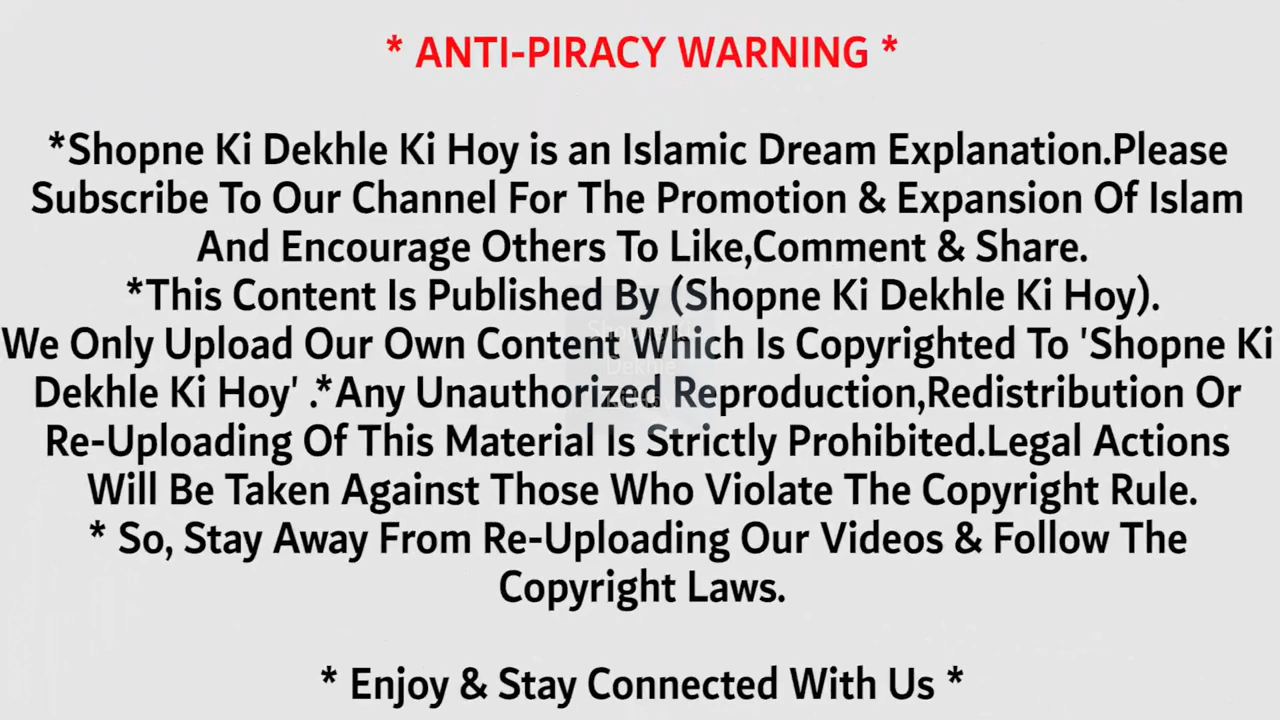 * ANTI-PIRACY WARNING *
*Shopne Ki Dekhle Ki Hoy is an Islamic Dream Explanation.Please
Subscribe To Our Channel For The Promotion & Expansion Of Islam
And Encourage Others To Like,Comment & Share.
*This Content Is Published By (Shopne Ki Dekhle Ki Hoy).
We Only Upload Our Own Content Which Is Copyrighted To 'Shopne Ki
Dekhle Ki Hoy' .*Any Unauthorized Reproduction,Redistribution Or
Re-Uploading Of This Material Is Strictly Prohibited.Legal Actions
Will Be Taken Against Those Who Violate The Copyright Rule.
* So, Stay Away From Re-Uploading Our Videos & Follow The
Copyright Laws.
* Enjoy & Stay Connected With Us *
Shopne Ki
Dekhle